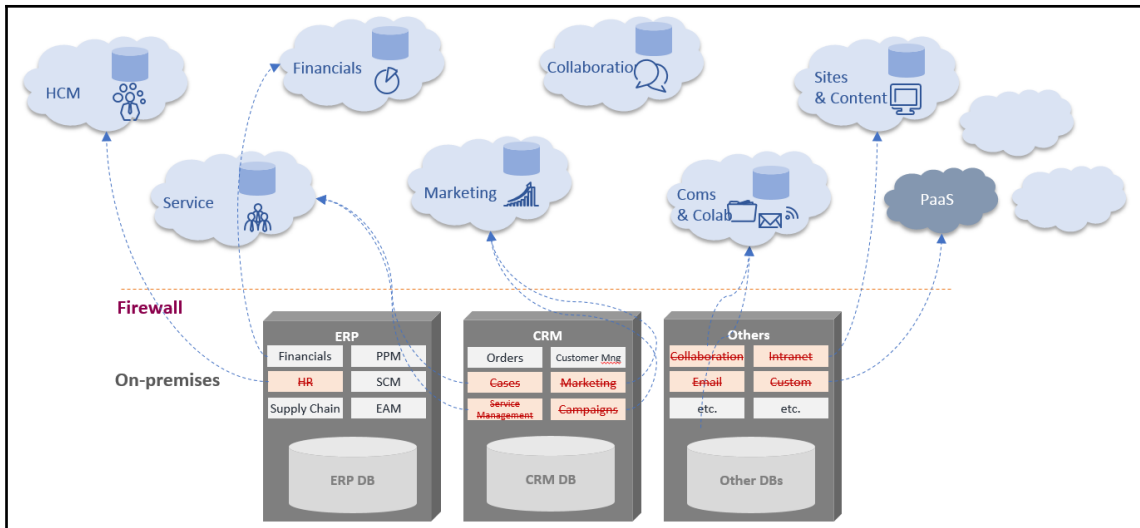 HCM
Financials
Collaboration
Sites
& Content
Service
Marketing
Coms
& Colab
PaaS
Firewall
On-premises
ERP
Financials
PPM
HR
SCM
Supply Chain
EAM
ERP DB
CRM
Orders
Customer Mng
Cases
Marketing
Service
Management
Campaigns
CRM DB
Others
Collaboration
Intranet
Email
Custom
etc.
etc.
Other DBs